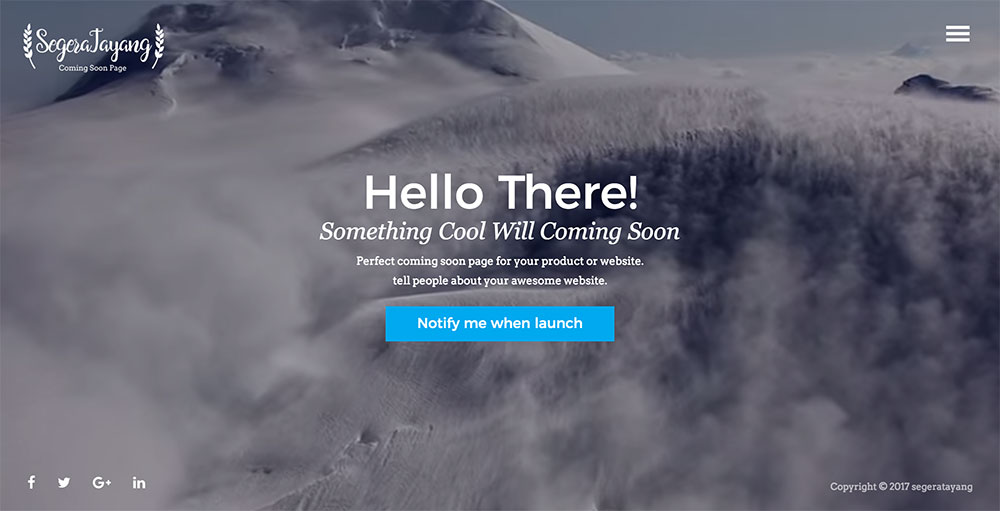 SegeraTayang
Coming Soon Page
Hello There!
Something Cool Will Coming Soon
Perfect coming soon page for your product or website.
tell people about your awesome website.
Notify me when launch
Copyright © 2017 segeratayang